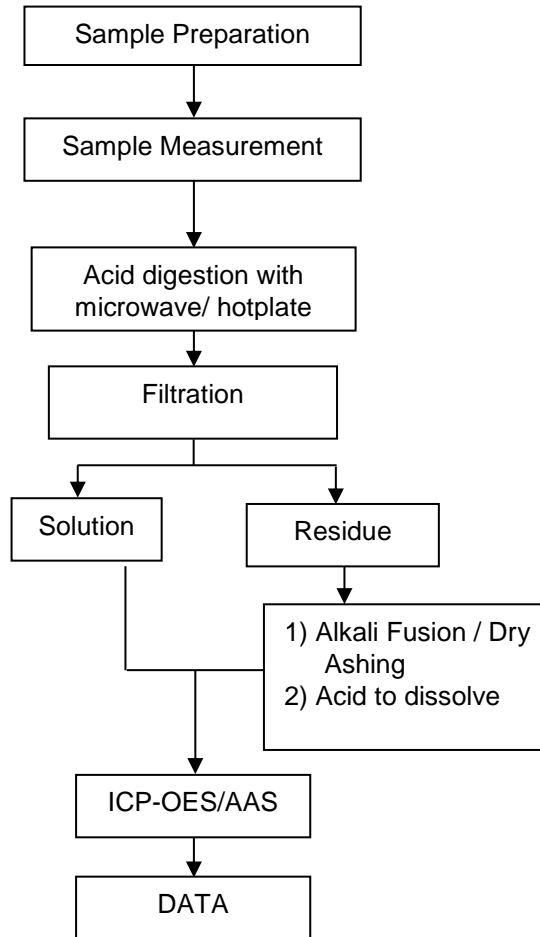 Sample Preparation
Sample Measurement
Acid digestion with
microwave/ hotplate
Filtration
Solution
Residue
1) Alkali Fusion / Dry
Ashing
2) Acid to dissolve
ICP-OES/AAS
DATA